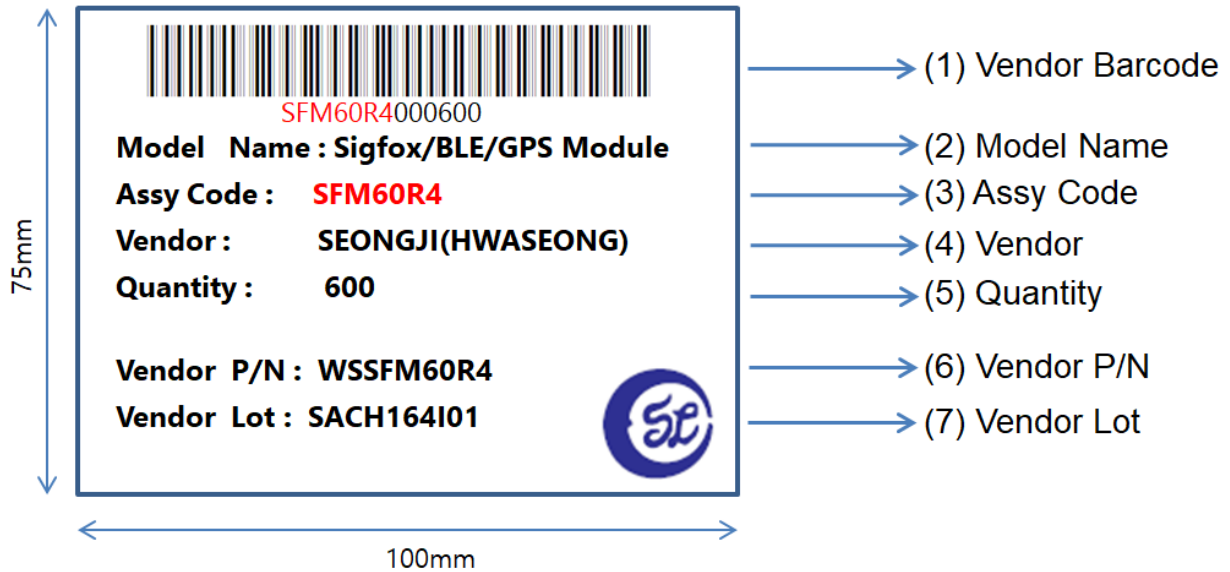 SFM60R4000600
(1) Vendor Barcode
Model Name : Sigfox/BLE/GPS Module
(2) Model Name
Assy Code : SFM60R4
(3) Assy Code
Vendor : SEONGJI(HWASEONG)
(4) Vendor
Quantity : 600
(5) Quantity
Vendor P/N : WSSFM60R4
(6) Vendor P/N
Vendor Lot : SACH164I01
(7) Vendor Lot
75mm
100mm